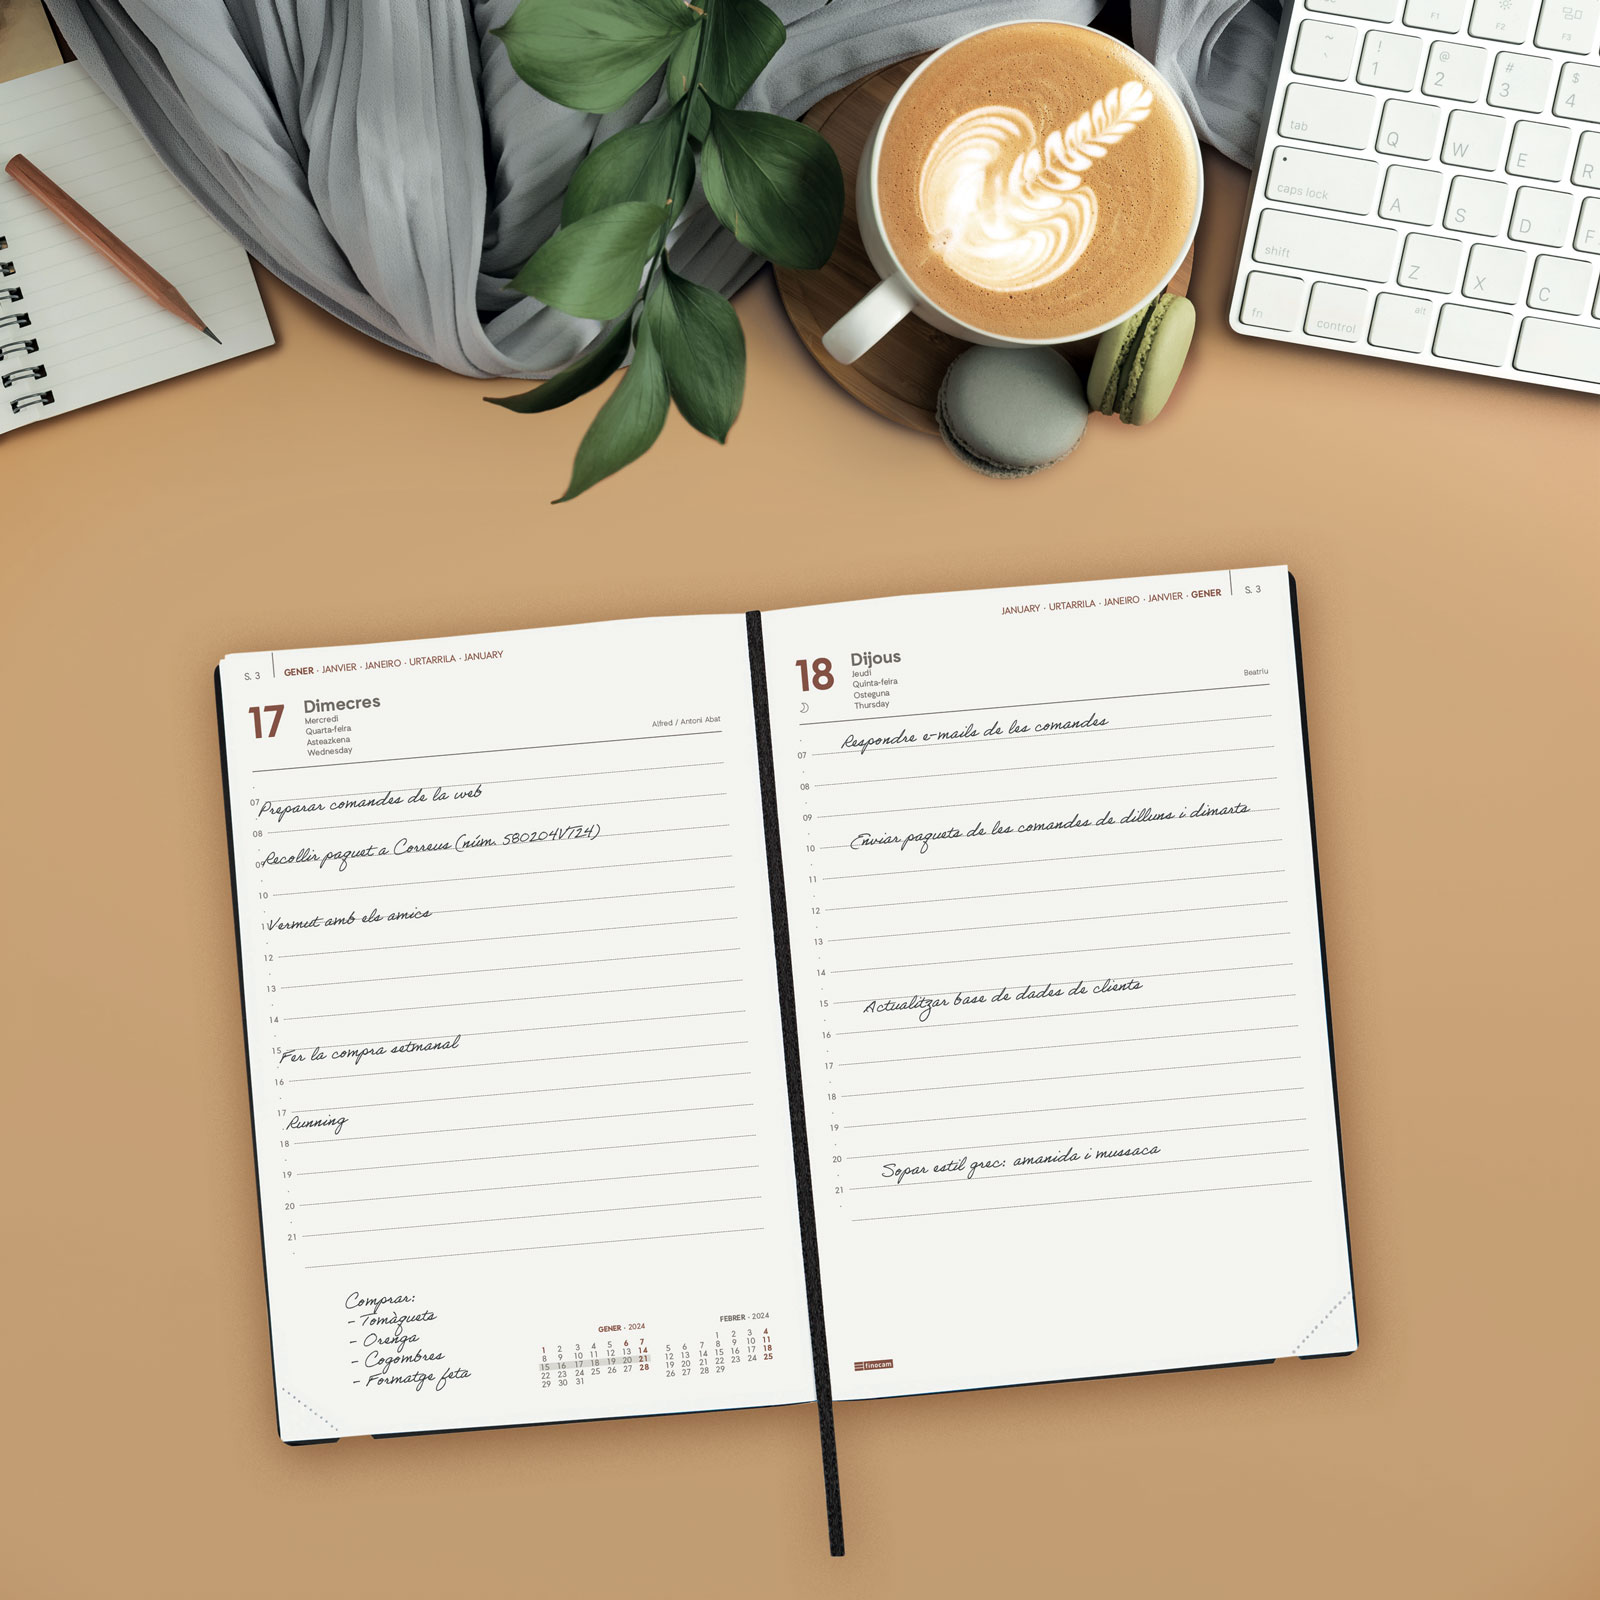 F1
F2
F3
~
`
!
1
@
2
#
3
$
4
tab
Q
W
E
R
caps lock
A
S
D
F
shift
Z
X
C
fn
control
alt
S. 3
GENER · JANVIER · JANEIRO · URTARRILA · JANUARY
17
Dimecres
Mercredi
Quarta-feira
Asteazkena
Wednesday
Alfred / Antoni Abat
07 Preparar comandes de la web
08
09 Recollir paquet a Correus (núm. 580204VT24)
10
11 Vermut amb els amics
12
13
14
15 Fer la compra setmanal
16
17
Running
18
19
20
21
Comprar:
- Tomàquets
- Orenga
- Cogombres
- Formatge feta
GENER · 2024
1 2 3 4 5 6 7
8 9 10 11 12 13 14
15 16 17 18 19 20 21
22 23 24 25 26 27 28
29 30 31
FEBRER · 2024
1 2 3 4
5 6 7 8 9 10 11
12 13 14 15 16 17 18
19 20 21 22 23 24 25
26 27 28 29
JANUARY · URTARRILA · JANEIRO · JANVIER · GENER
S. 3
18
Dijous
Jeudi
Quinta-feira
Osteguna
Thursday
Beatriu
Respondre e-mails de les comandes
07
08
09
Enviar paquets de les comandes de dilluns i dimarts
10
11
12
13
14
15 Actualitzar base de dades de clients
16
17
18
19
20
Sopar estil grec: amanida i mussaca
21
finocam